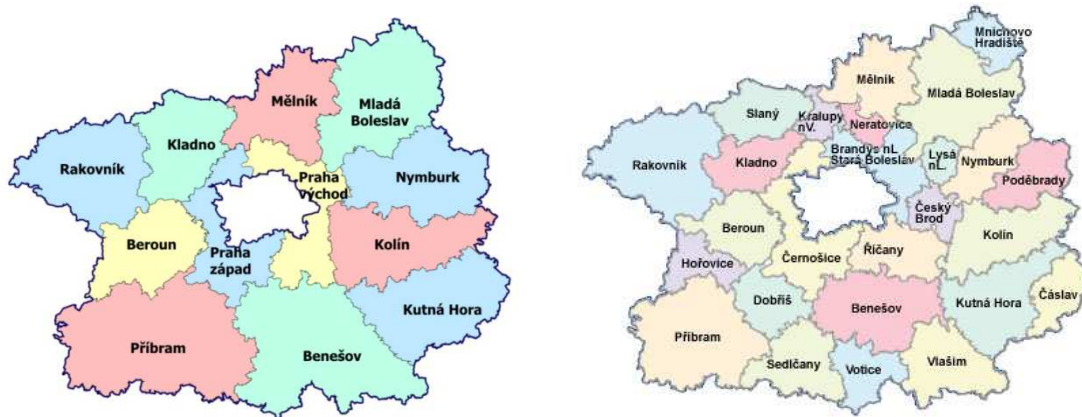 Mělník
Mladá
Boleslav
Kladno
Rakovník
Praha
východ
Nymburk
Beroun
Praha
západ
Kolín
Kutná Hora
Příbram
Benešov
Mnichovo
Hradiště
Mělník
Mladá Boleslav
Slaný
Kralupy
nV.
Neratovice
Rakovník
Kladno
Brandýs nL
Stará Boleslav
Lysá
nL.
Nymburk
Poděbrady
Český
Brod
Beroun
Kolín
Hořovice
Černošice
Říčany
Dobříš
Benešov
Kutná Hora
Čáslav
Příbram
Sedlčany
Votice
Vlašim